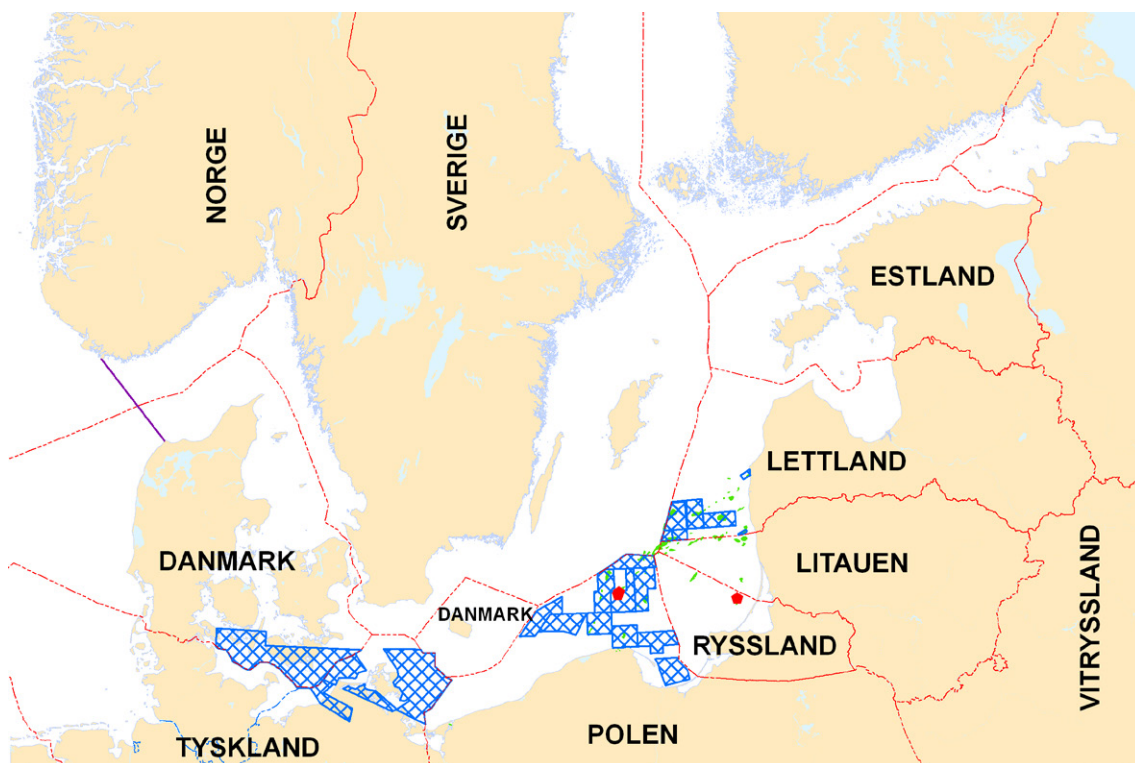 NORGE
SVERIGE
ESTLAND
LETTLAND
DANMARK
LITAUEN
DANMARK
RYSSLAND
VITRYSSLAND
POLEN
TYSKLAND